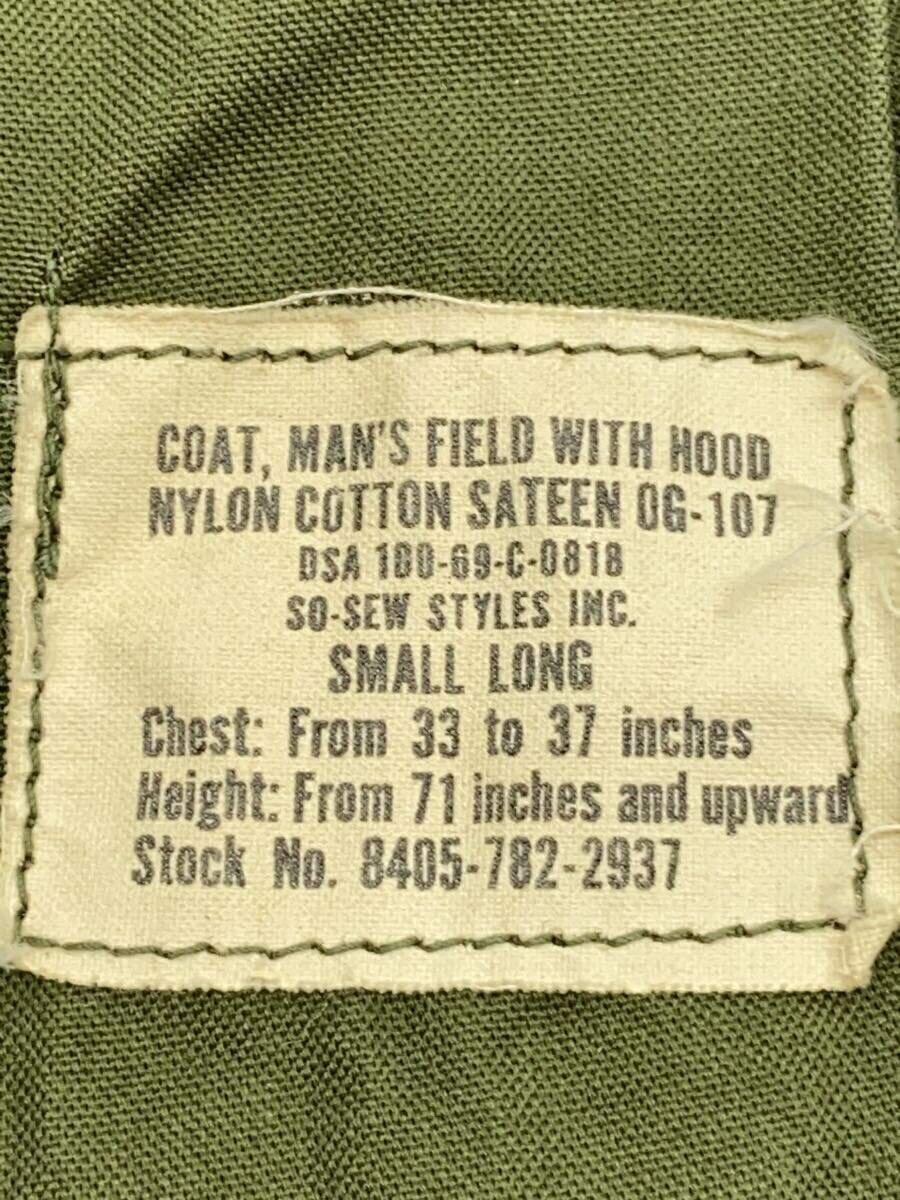 COAT, MAN'S FIELD WITH HOOD
NYLON COTTON SATEEN OG-107
DSA 100-69-C-0818
SO-SEW STYLES INC.
SMALL LONG
Chest: From 33 to 37 inches
Height: From 71 inches and upward
Stock No. 8405-782-2937